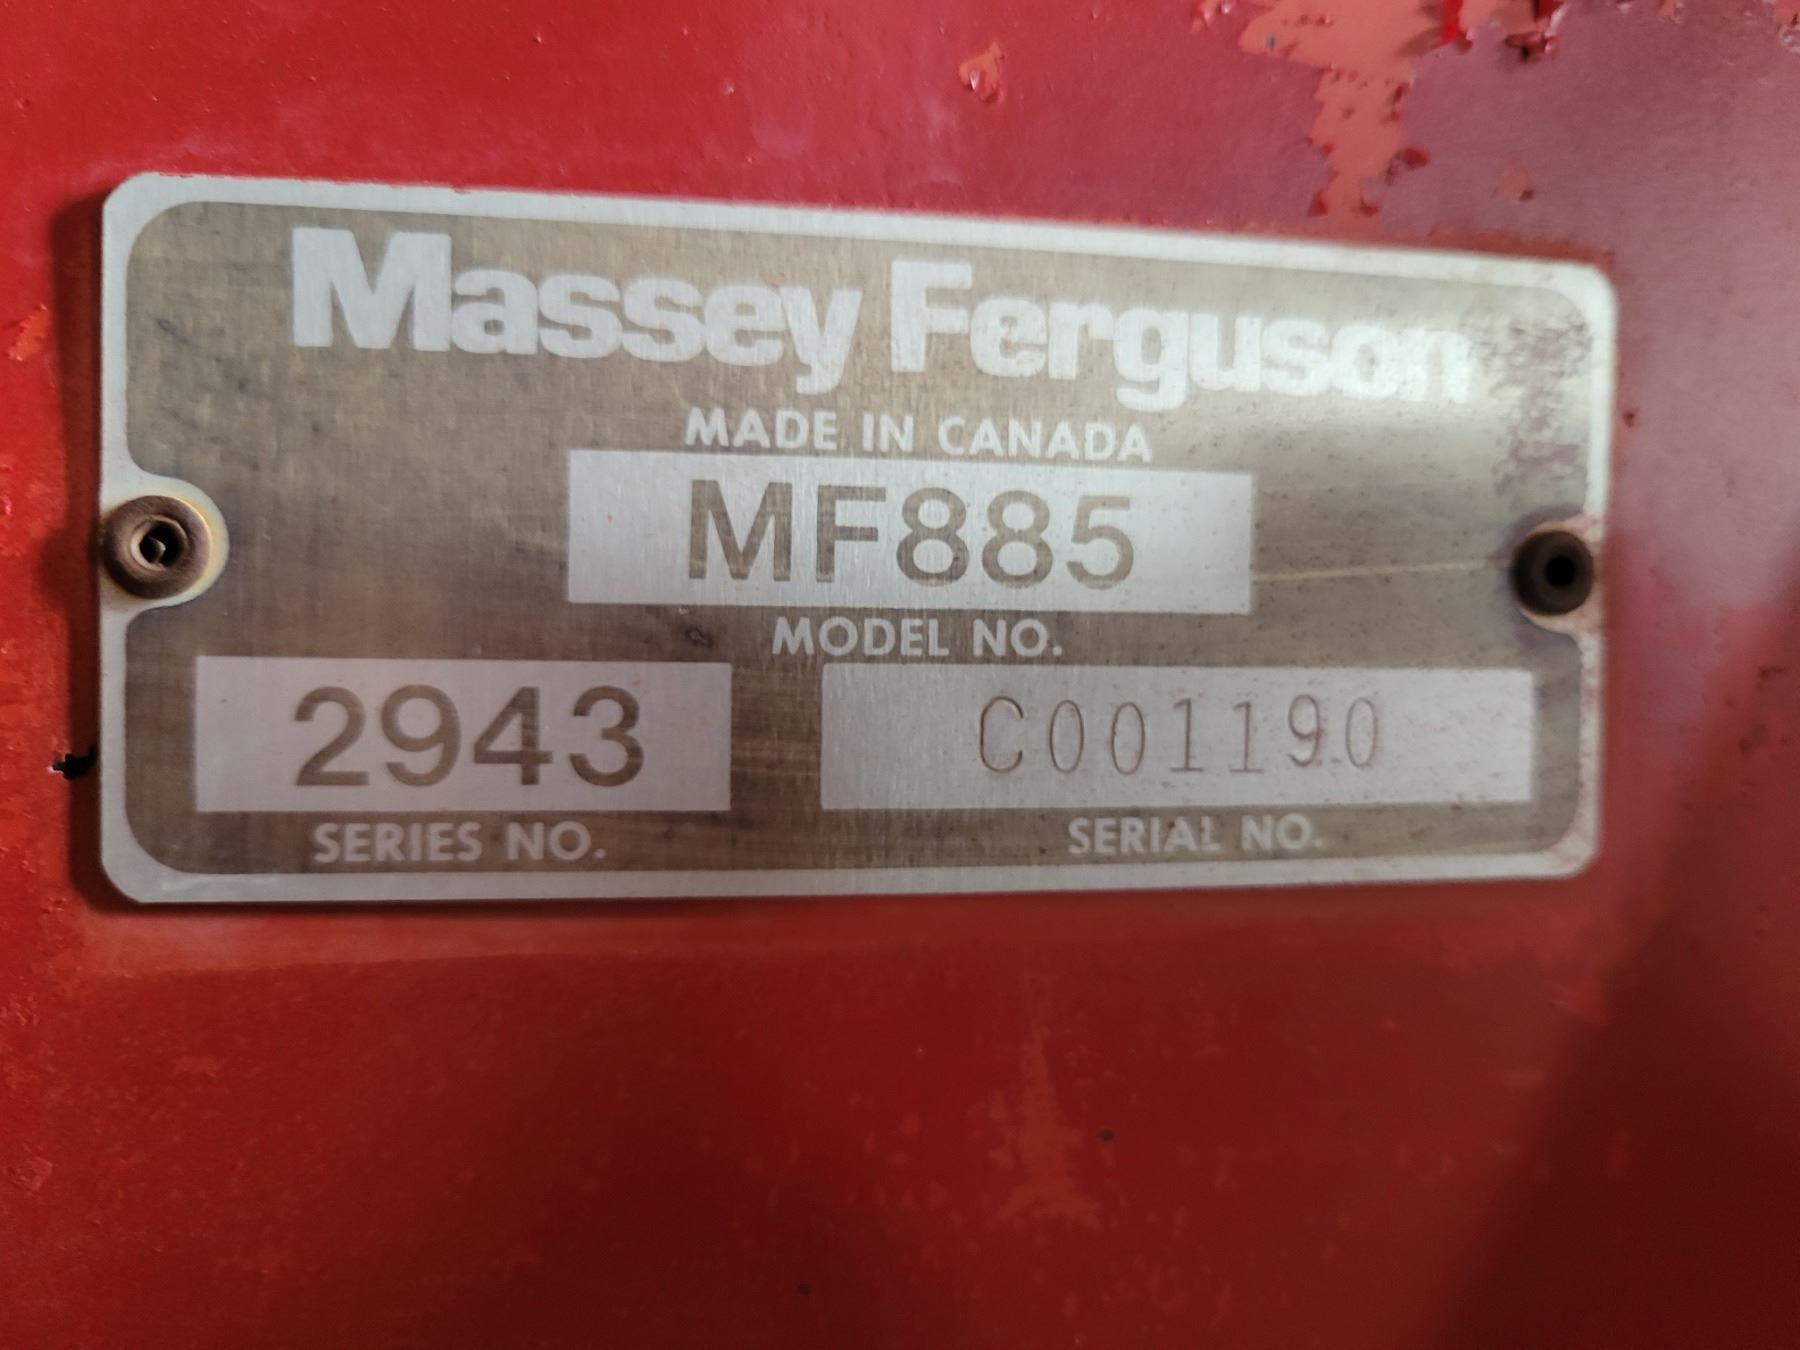 Massey Ferguson
MADE IN CANADA
MF885
MODEL NO.
2943
SERIES NO.
C001190
SERIAL NO.